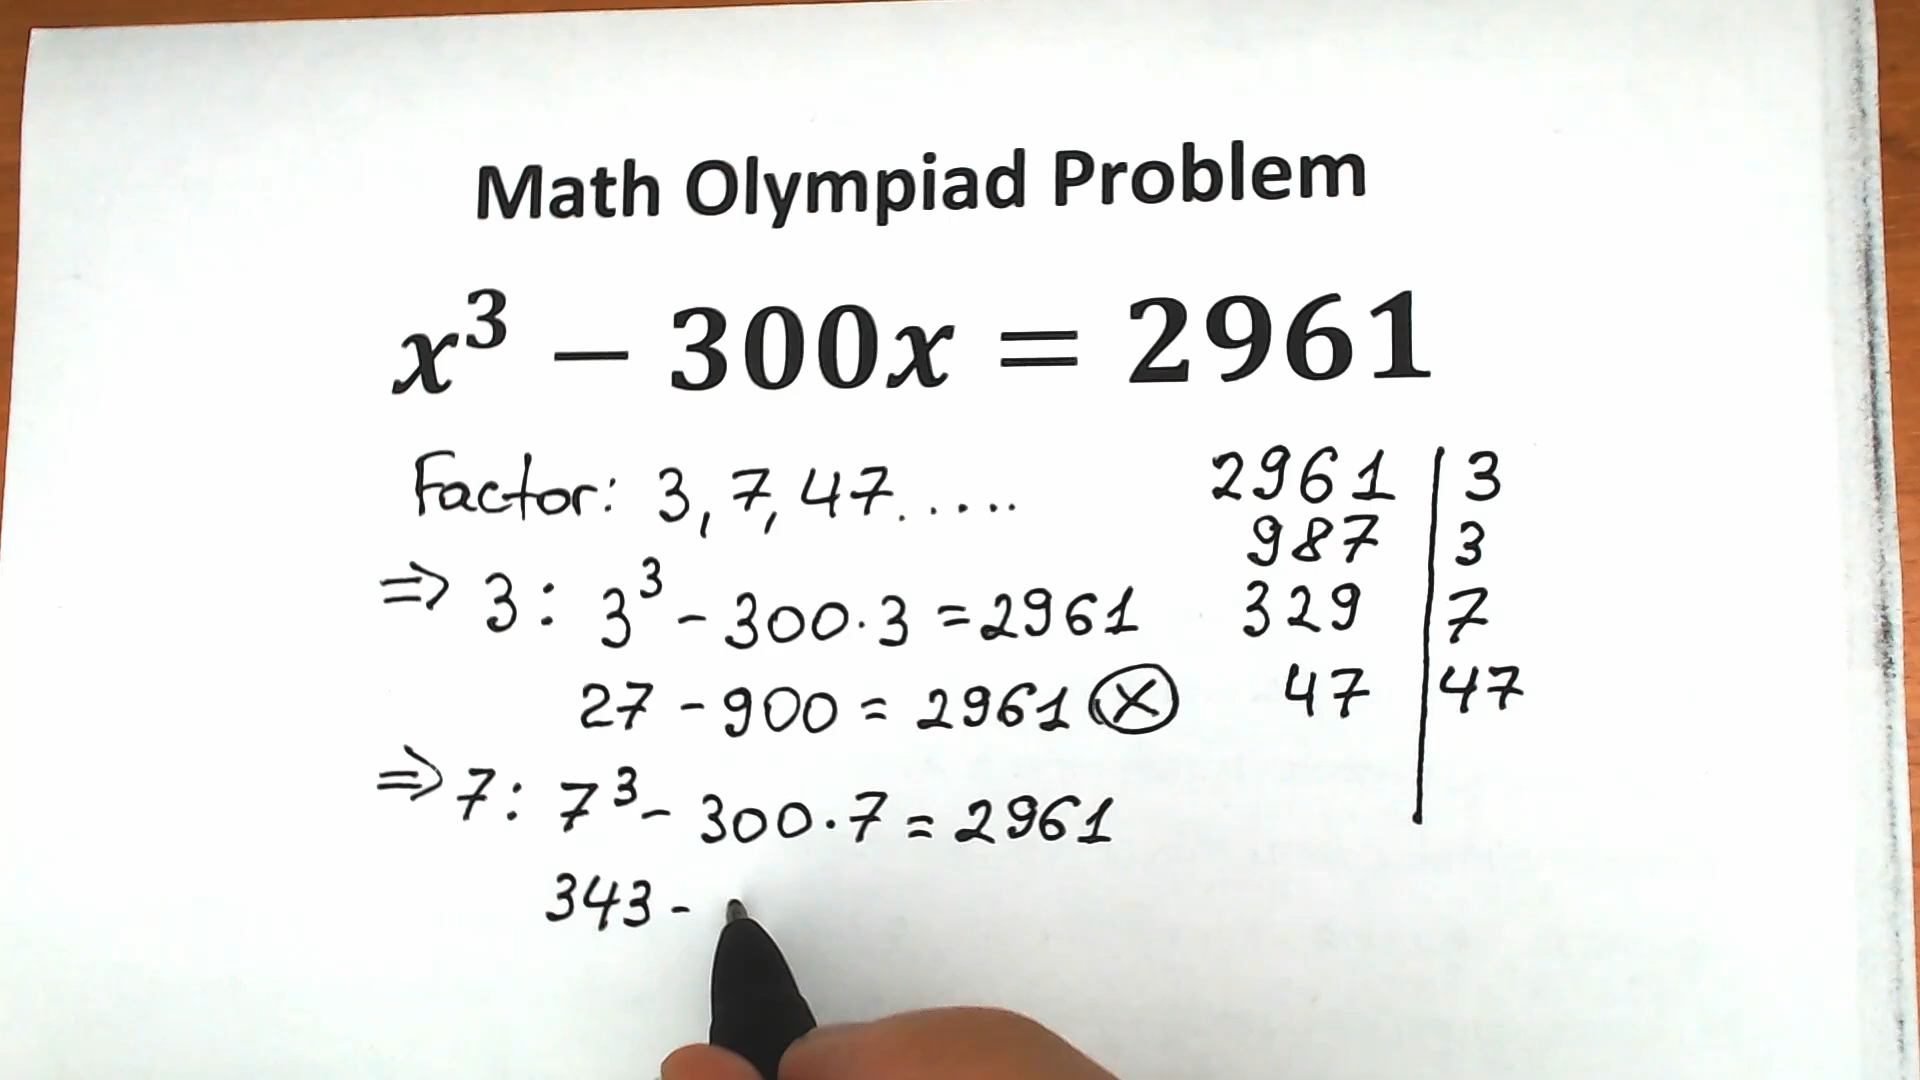 Math Olympiad Problem
x³ − 300x = 2961
Factor: 3, 7, 47.....
2961 | 3
987 | 3
329 | 7
47 | 47
⇒ 3: 3³ - 300·3 = 2961
27 - 900 = 2961 ⓧ
⇒ 7: 7³ - 300·7 = 2961
343 -